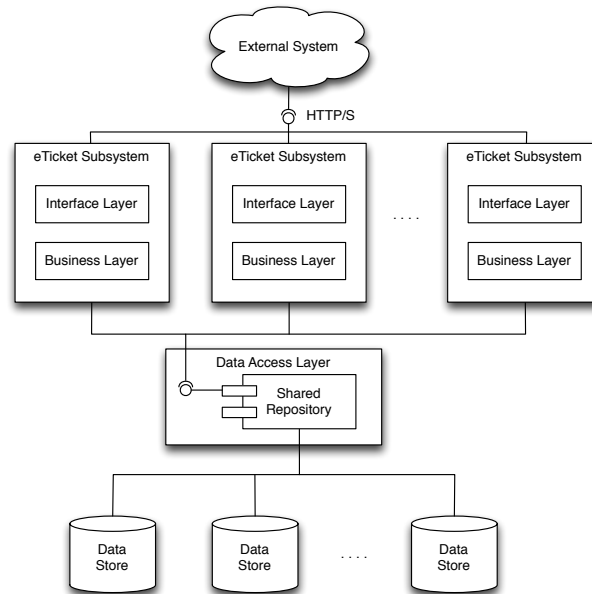 External System
HTTP/S
eTicket Subsystem
eTicket Subsystem
eTicket Subsystem
Interface Layer
Interface Layer
Interface Layer
. . . .
Business Layer
Business Layer
Business Layer
Data Access Layer
Shared
Repository
Data
Store
Data
Store
. . . .
Data
Store